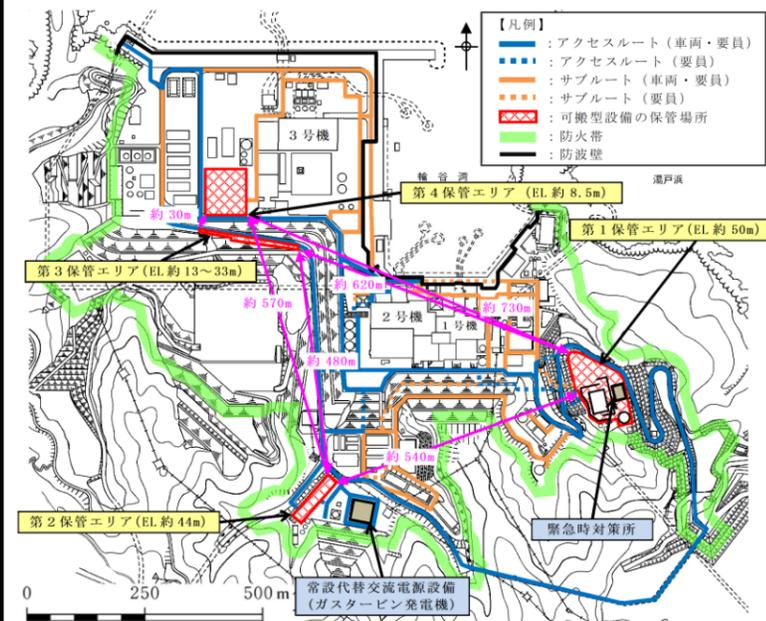 【凡例】
：アクセスルート（車両・要員）
：アクセスルート（要員）
：サブルート（車両・要員）
：サブルート（要員）
：可搬型設備の保管場所
：防火帯
：防波壁
3号機
輪谷湾
湯戸浜
第4保管エリア（EL 約 8.5m）
約 30m
第1保管エリア(EL 約 50m)
第3保管エリア(EL 約 13～33m)
約 620m
約 570m
約 730m
2号機
1号機
約 480m
約 540m
第2保管エリア(EL 約 44m)
緊急時対策所
常設代替交流電源設備
(ガスタービン発電機)
0
250
500 m